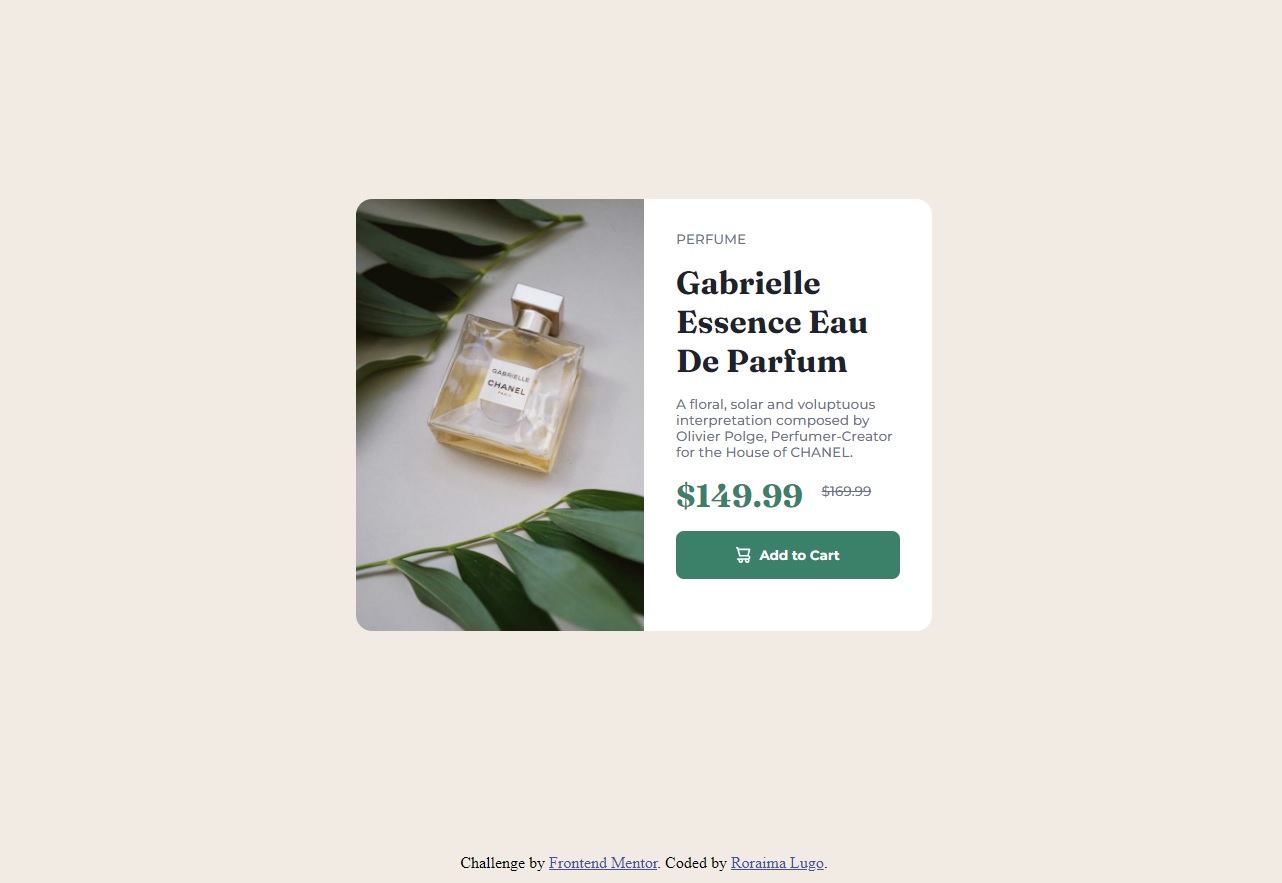 GABRIELLE
CHANEL
PARIS
PERFUME
Gabrielle
Essence Eau
De Parfum
A floral, solar and voluptuous
interpretation composed by
Olivier Polge, Perfumer-Creator
for the House of CHANEL.
$149.99 $169.99
Add to Cart
Challenge by Frontend Mentor. Coded by Roraima Lugo.